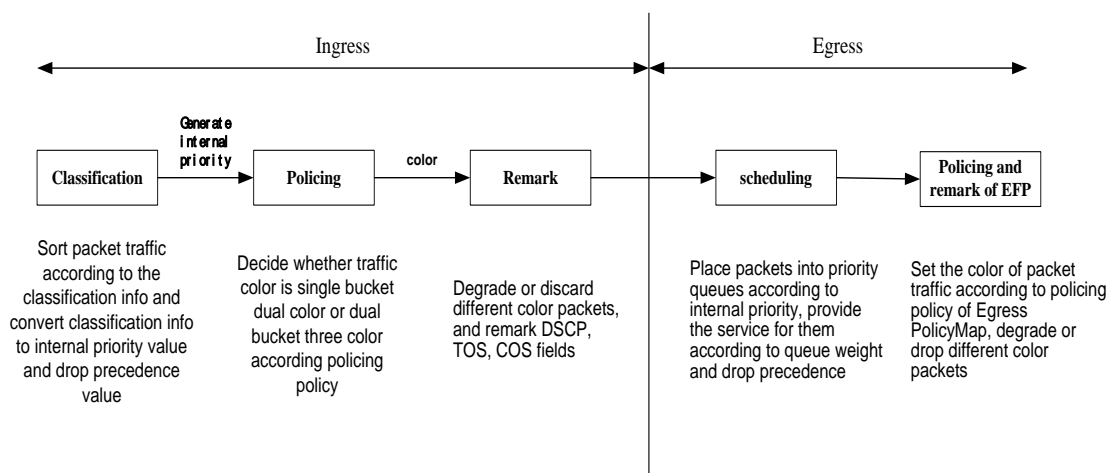 Ingress
Egress
Generate
internal
priority
color
Classification
Policing
Remark
scheduling
Policing and
remark of EFP
Sort packet traffic
according to the
classification info and
convert classification info
to internal priority value
and drop precedence
value
Decide whether traffic
color is single bucket
dual color or dual
bucket three color
according policing
policy
Degrade or discard
different color packets,
and remark DSCP,
TOS, COS fields
Place packets into priority
queues according to
internal priority, provide
the service for them
according to queue weight
and drop precedence
Set the color of packet
traffic according to policing
policy of Egress
PolicyMap, degrade or
drop different color
packets